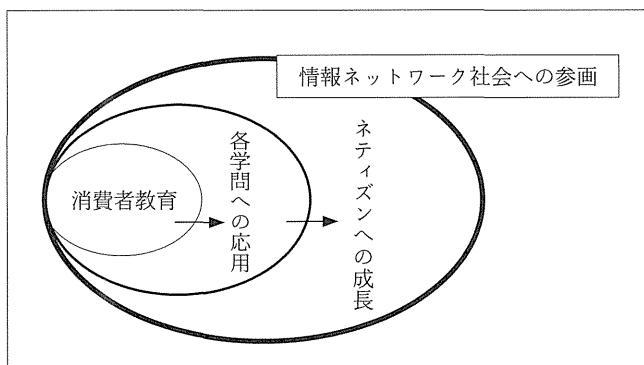 情報ネットワーク社会への参画
消費者教育
各学問への応用
ネティズンへの成長